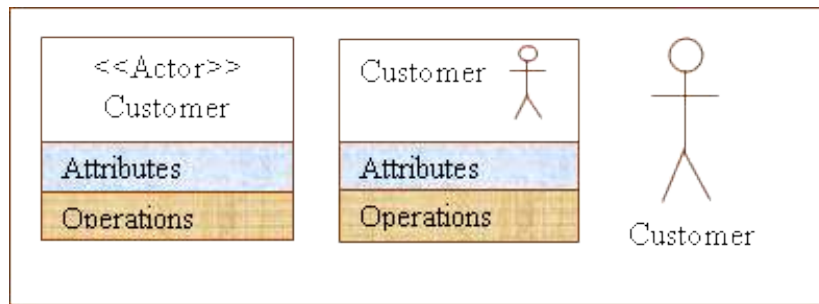 <<Actor>>
Customer
Attributes
Operations
Customer
Attributes
Operations
Customer